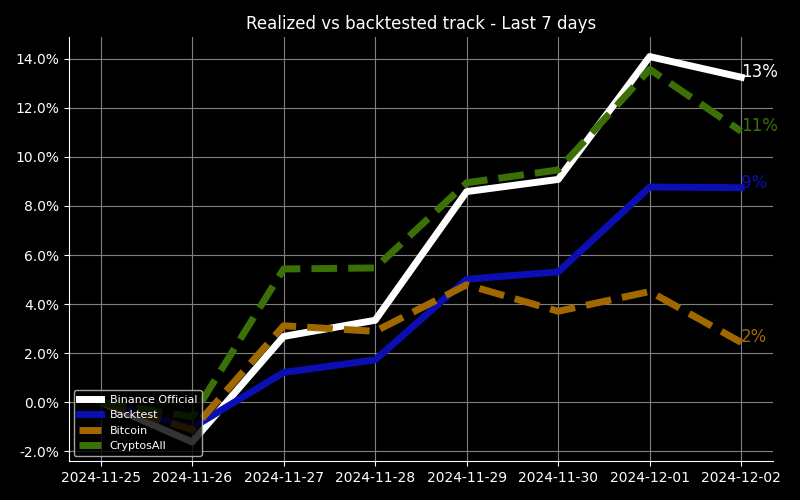 Realized vs backtested track - Last 7 days
14.0%
12.0%
10.0%
8.0%
6.0%
4.0%
2.0%
0.0%
-2.0%
13%
11%
9%
2%
Binance Official
Backtest
Bitcoin
CryptosAll
2024-11-25 2024-11-26 2024-11-27 2024-11-28 2024-11-29 2024-11-30 2024-12-01 2024-12-02